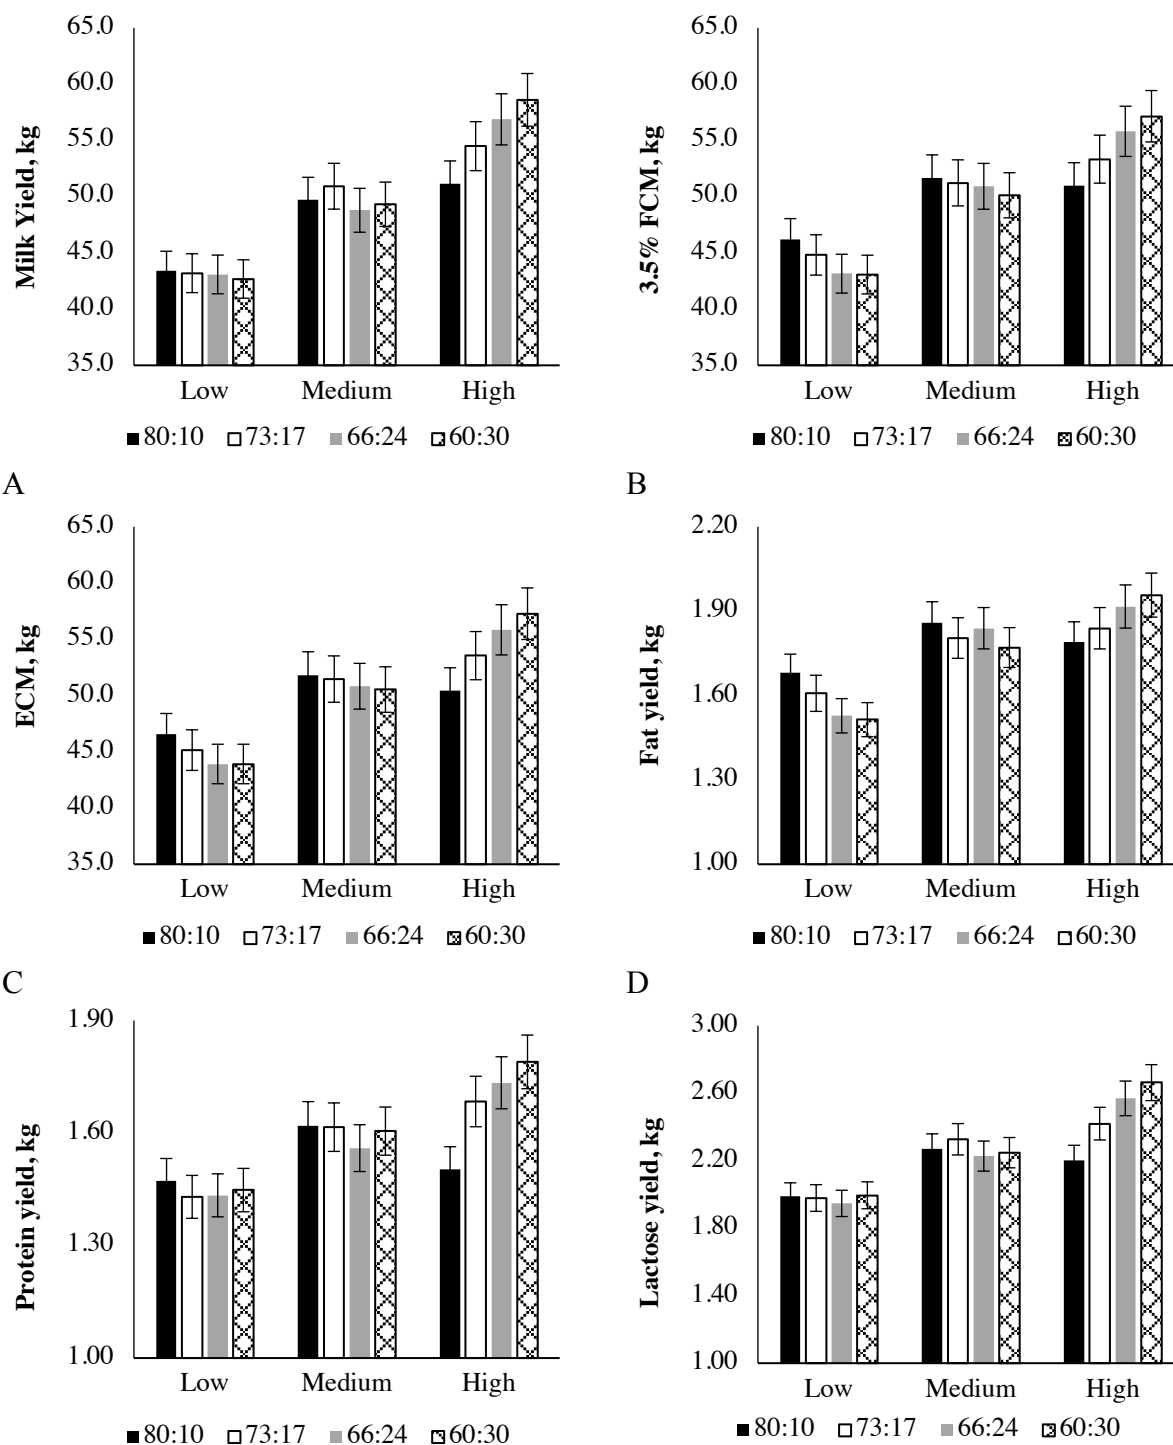 65.0
60.0
55.0
50.0
45.0
40.0
35.0
Milk Yield, kg
Low Medium High
80:10 73:17 66:24 60:30
65.0
60.0
55.0
50.0
45.0
40.0
35.0
3.5% FCM, kg
Low Medium High
80:10 73:17 66:24 60:30
A
B
65.0
60.0
55.0
50.0
45.0
40.0
35.0
ECM, kg
Low Medium High
80:10 73:17 66:24 60:30
2.20
1.90
1.60
1.30
1.00
Fat yield, kg
Low Medium High
80:10 73:17 66:24 60:30
C
D
1.90
1.60
1.30
1.00
Protein yield, kg
Low Medium High
80:10 73:17 66:24 60:30
3.00
2.60
2.20
1.80
1.40
1.00
Lactose yield, kg
Low Medium High
80:10 73:17 66:24 60:30